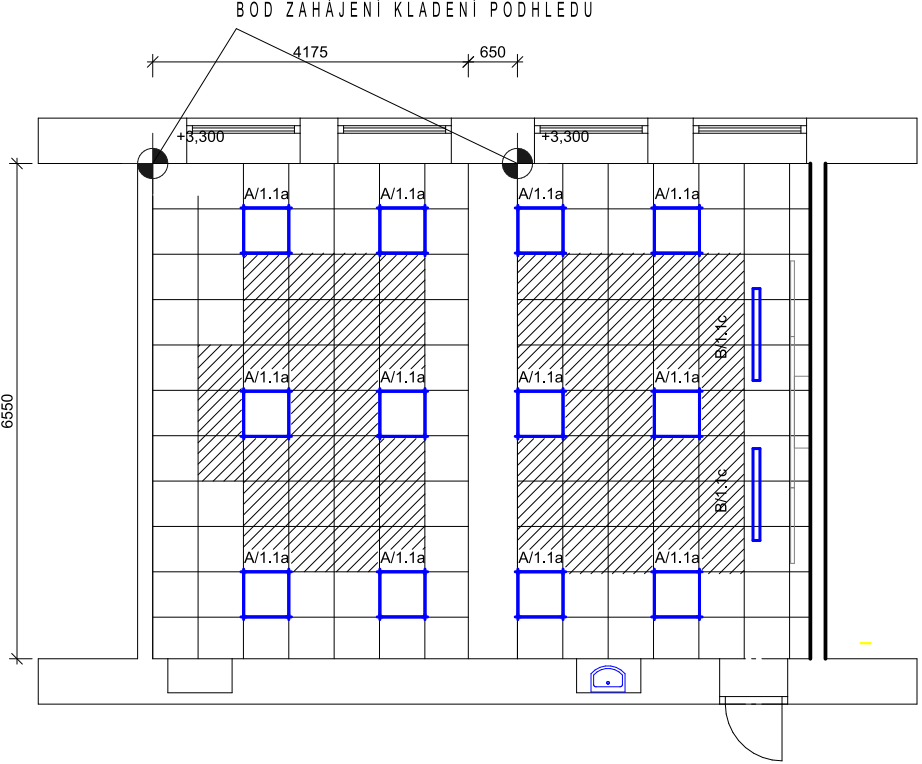 BOD ZAHÁJENÍ KLADENÍ PODHLEDU
4175
650
+3,300
+3,300
A/1.1a
A/1.1a
A/1.1a
A/1.1a
B/1.1c
A/1.1a
A/1.1a
A/1.1a
A/1.1a
6550
B/1.1c
A/1.1a
A/1.1a
A/1.1a
A/1.1a